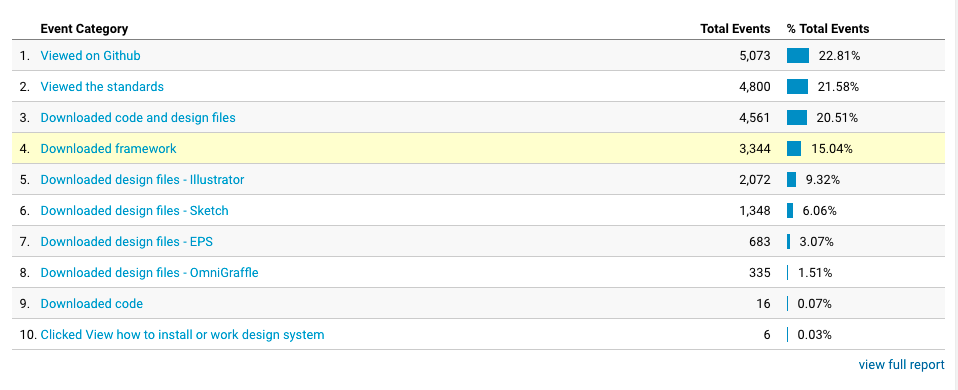 Event Category Total Events % Total Events
1. Viewed on Github 5,073 22.81%
2. Viewed the standards 4,800 21.58%
3. Downloaded code and design files 4,561 20.51%
4. Downloaded framework 3,344 15.04%
5. Downloaded design files - Illustrator 2,072 9.32%
6. Downloaded design files - Sketch 1,348 6.06%
7. Downloaded design files - EPS 683 3.07%
8. Downloaded design files - OmniGraffle 335 1.51%
9. Downloaded code 16 0.07%
10. Clicked View how to install or work design system 6 0.03%
view full report